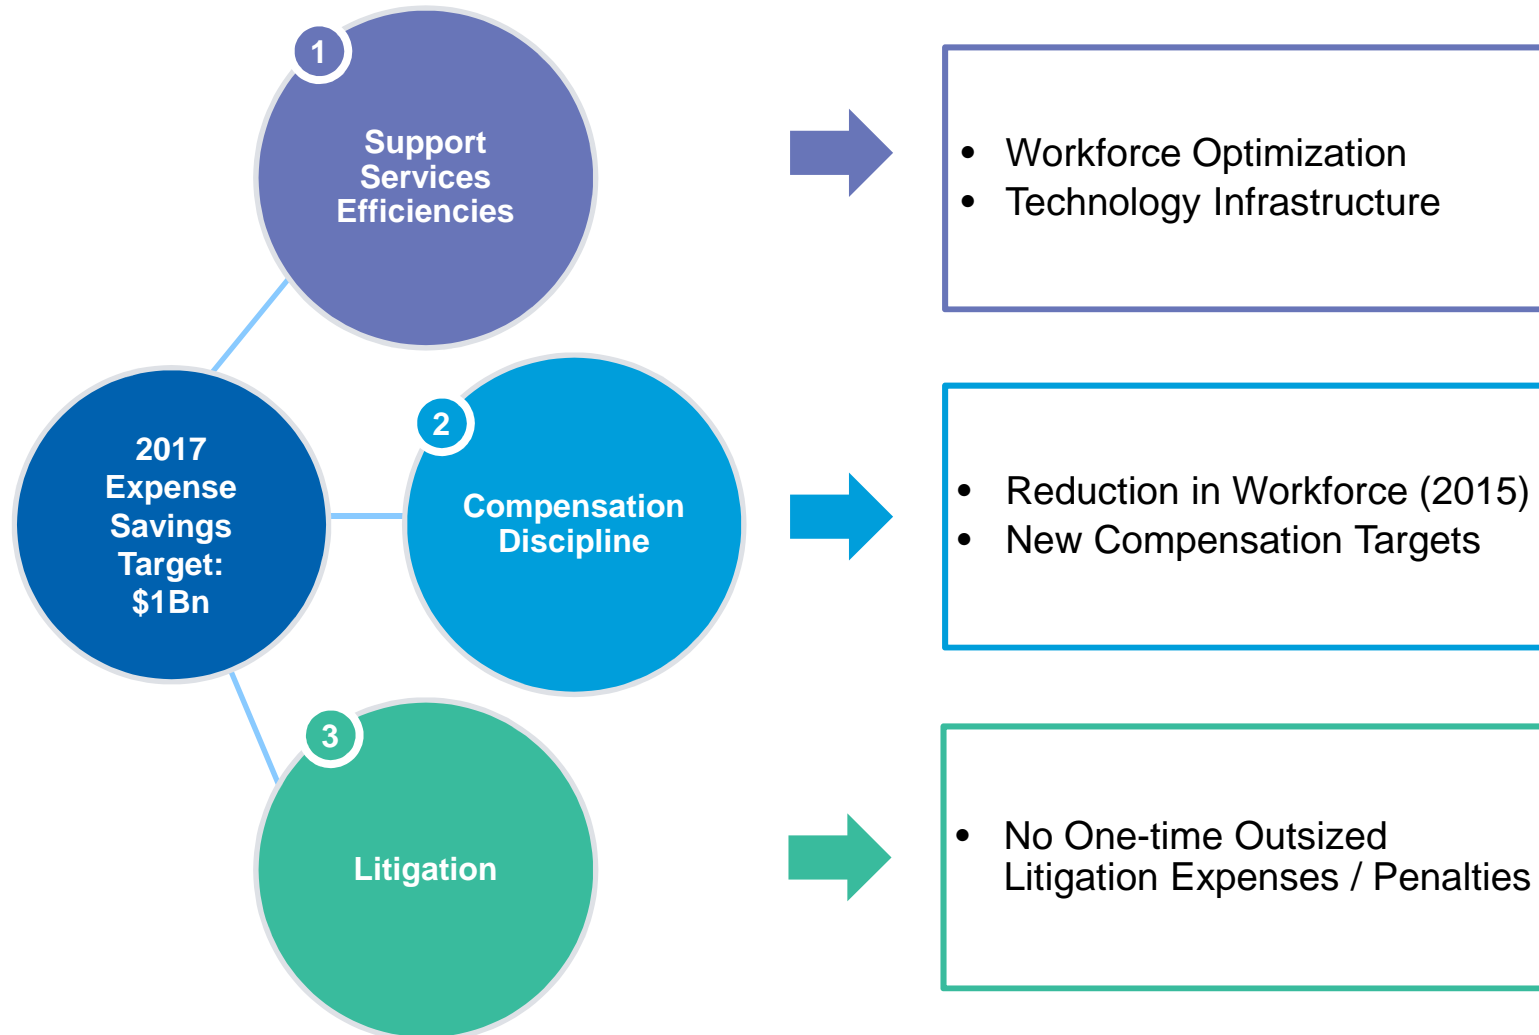 1
Support
Services
Efficiencies
• Workforce Optimization
• Technology Infrastructure
2017
Expense
Savings
Target:
$1Bn
2
Compensation
Discipline
• Reduction in Workforce (2015)
• New Compensation Targets
3
Litigation
• No One-time Outsized
Litigation Expenses / Penalties